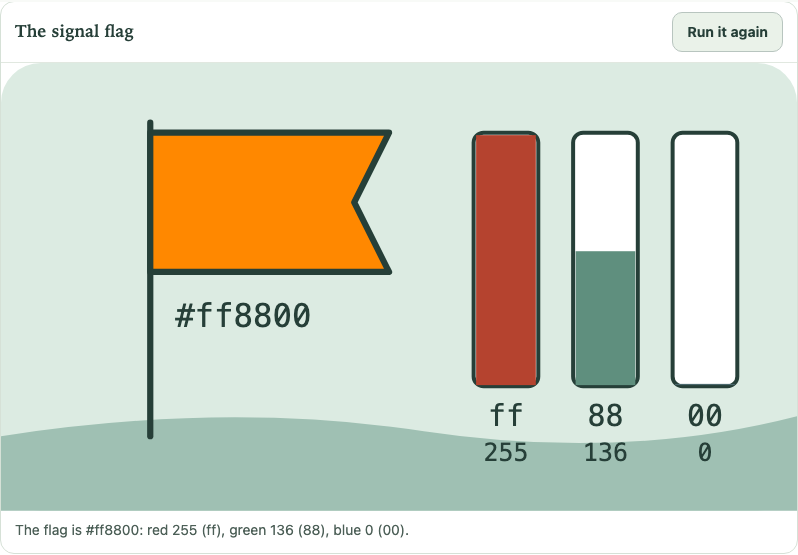 The signal flag
Run it again
#ff8800
ff 88 00
255 136 0
The flag is #ff8800: red 255 (ff), green 136 (88), blue 0 (00).